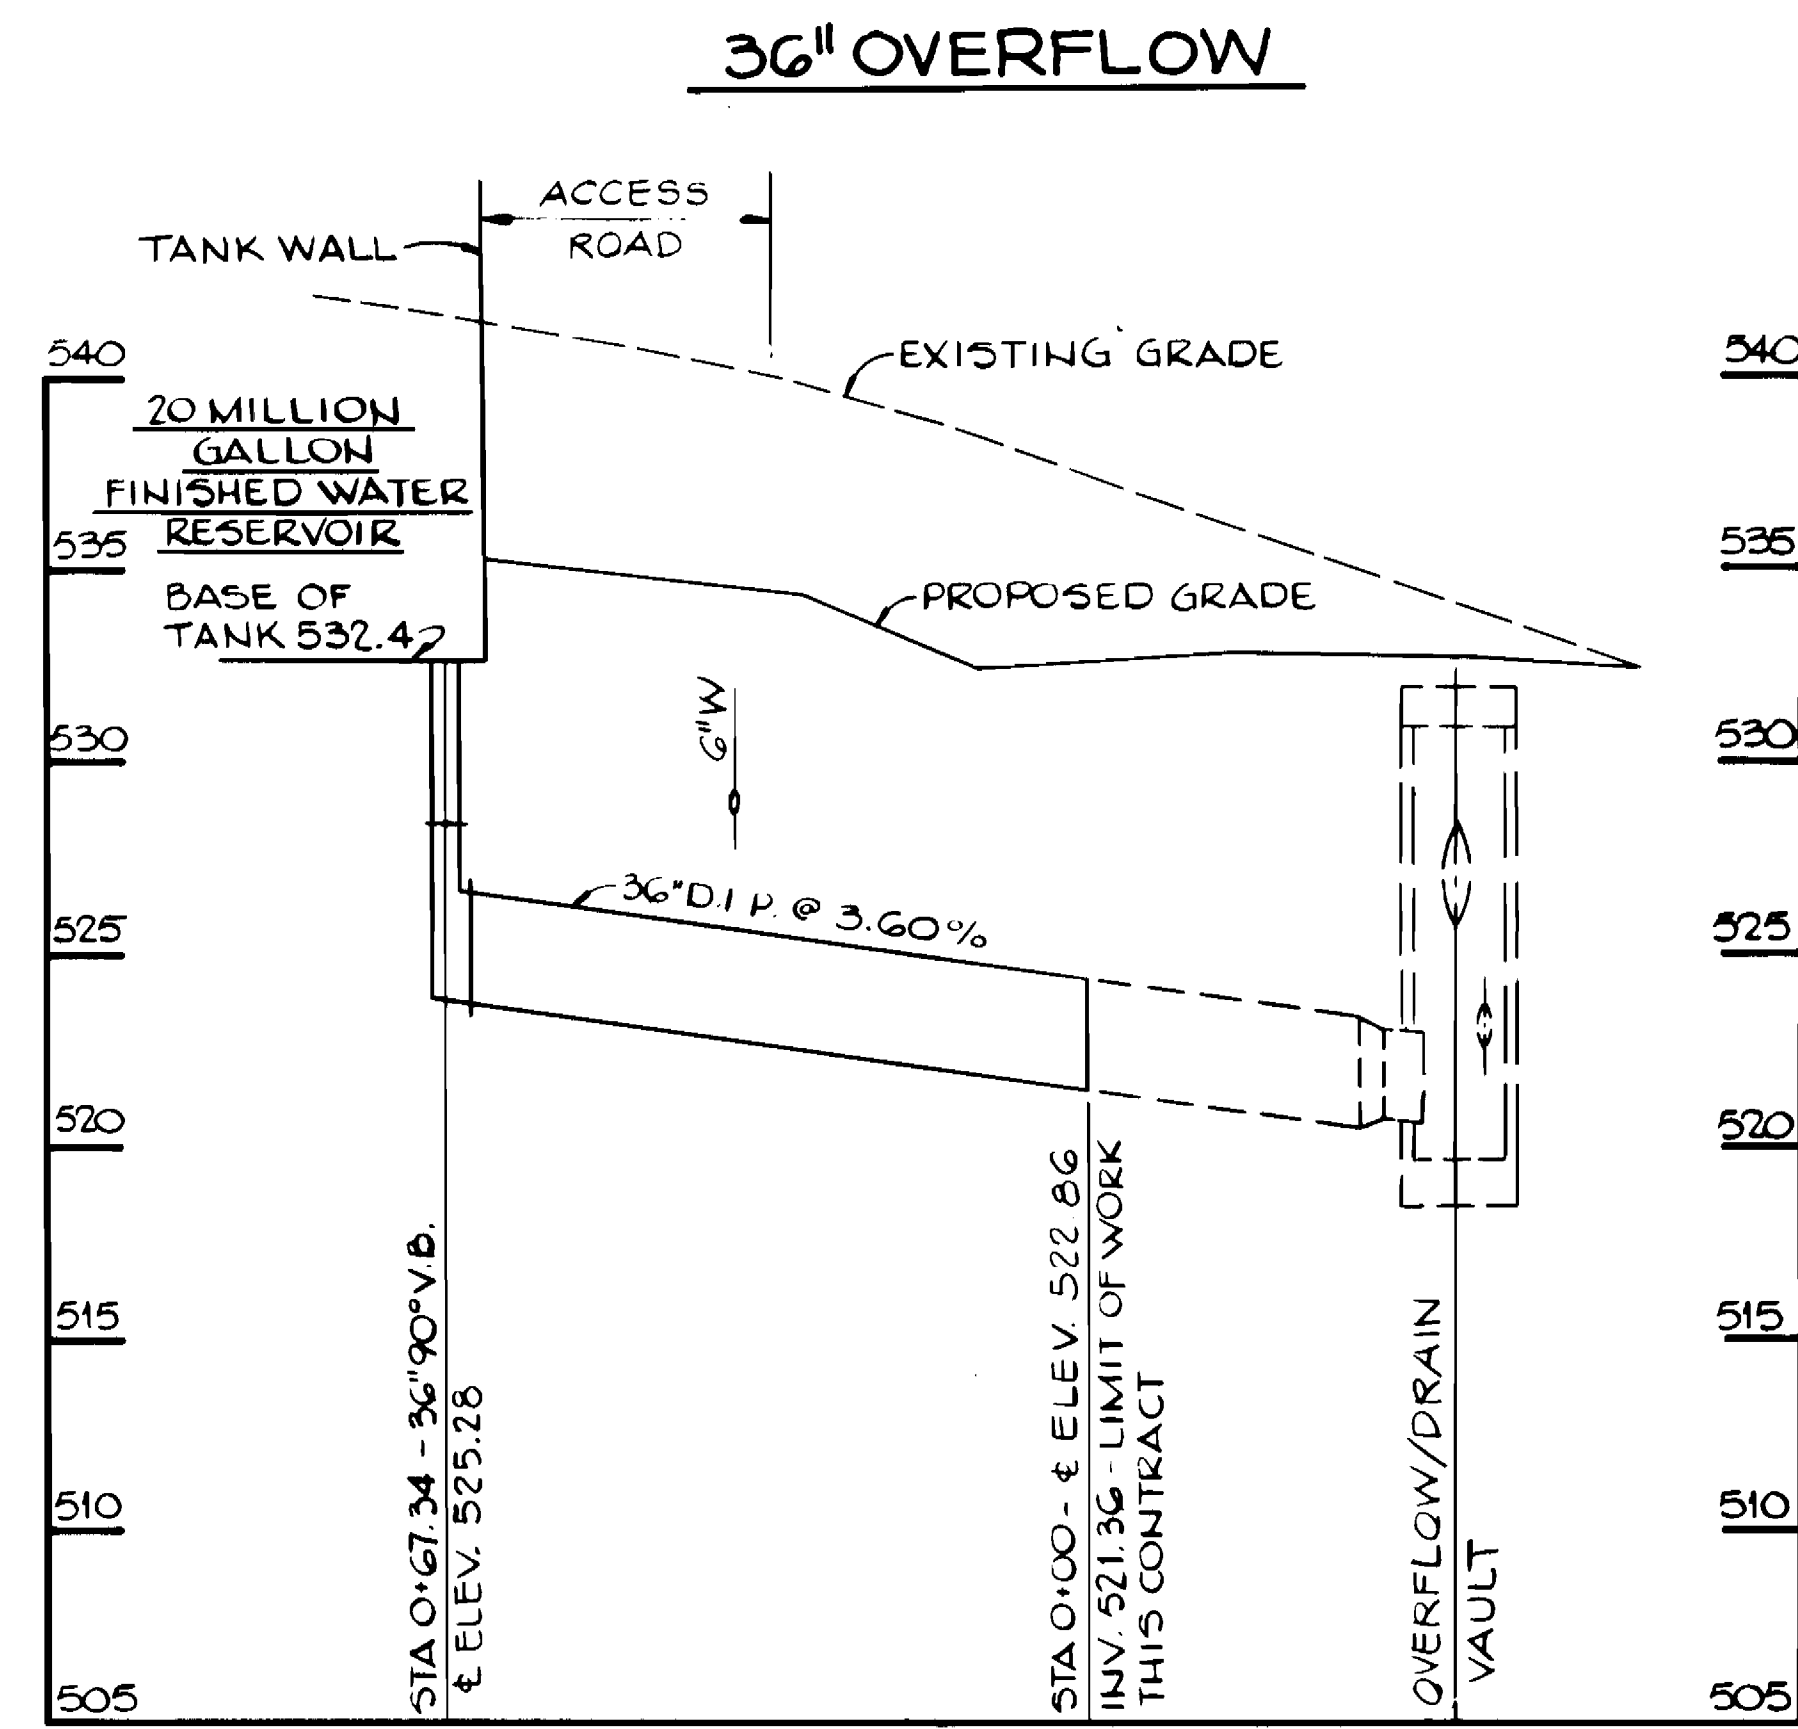 36" OVERFLOW
ACCESS
ROAD
TANK WALL
EXISTING GRADE
540
540
20 MILLION
GALLON
FINISHED WATER
RESERVOIR
535
535
BASE OF
TANK 532.4
PROPOSED GRADE
6"W
530
530
36" D.I.P. @ 3.60%
525
525
520
520
515
515
510
510
505
505
STA 0+67.34 - 36" 90° V.B.
℄ ELEV. 525.28
STA 0+00 - ℄ ELEV. 522.86
INV. 521.36 - LIMIT OF WORK
THIS CONTRACT
OVERFLOW/DRAIN
VAULT